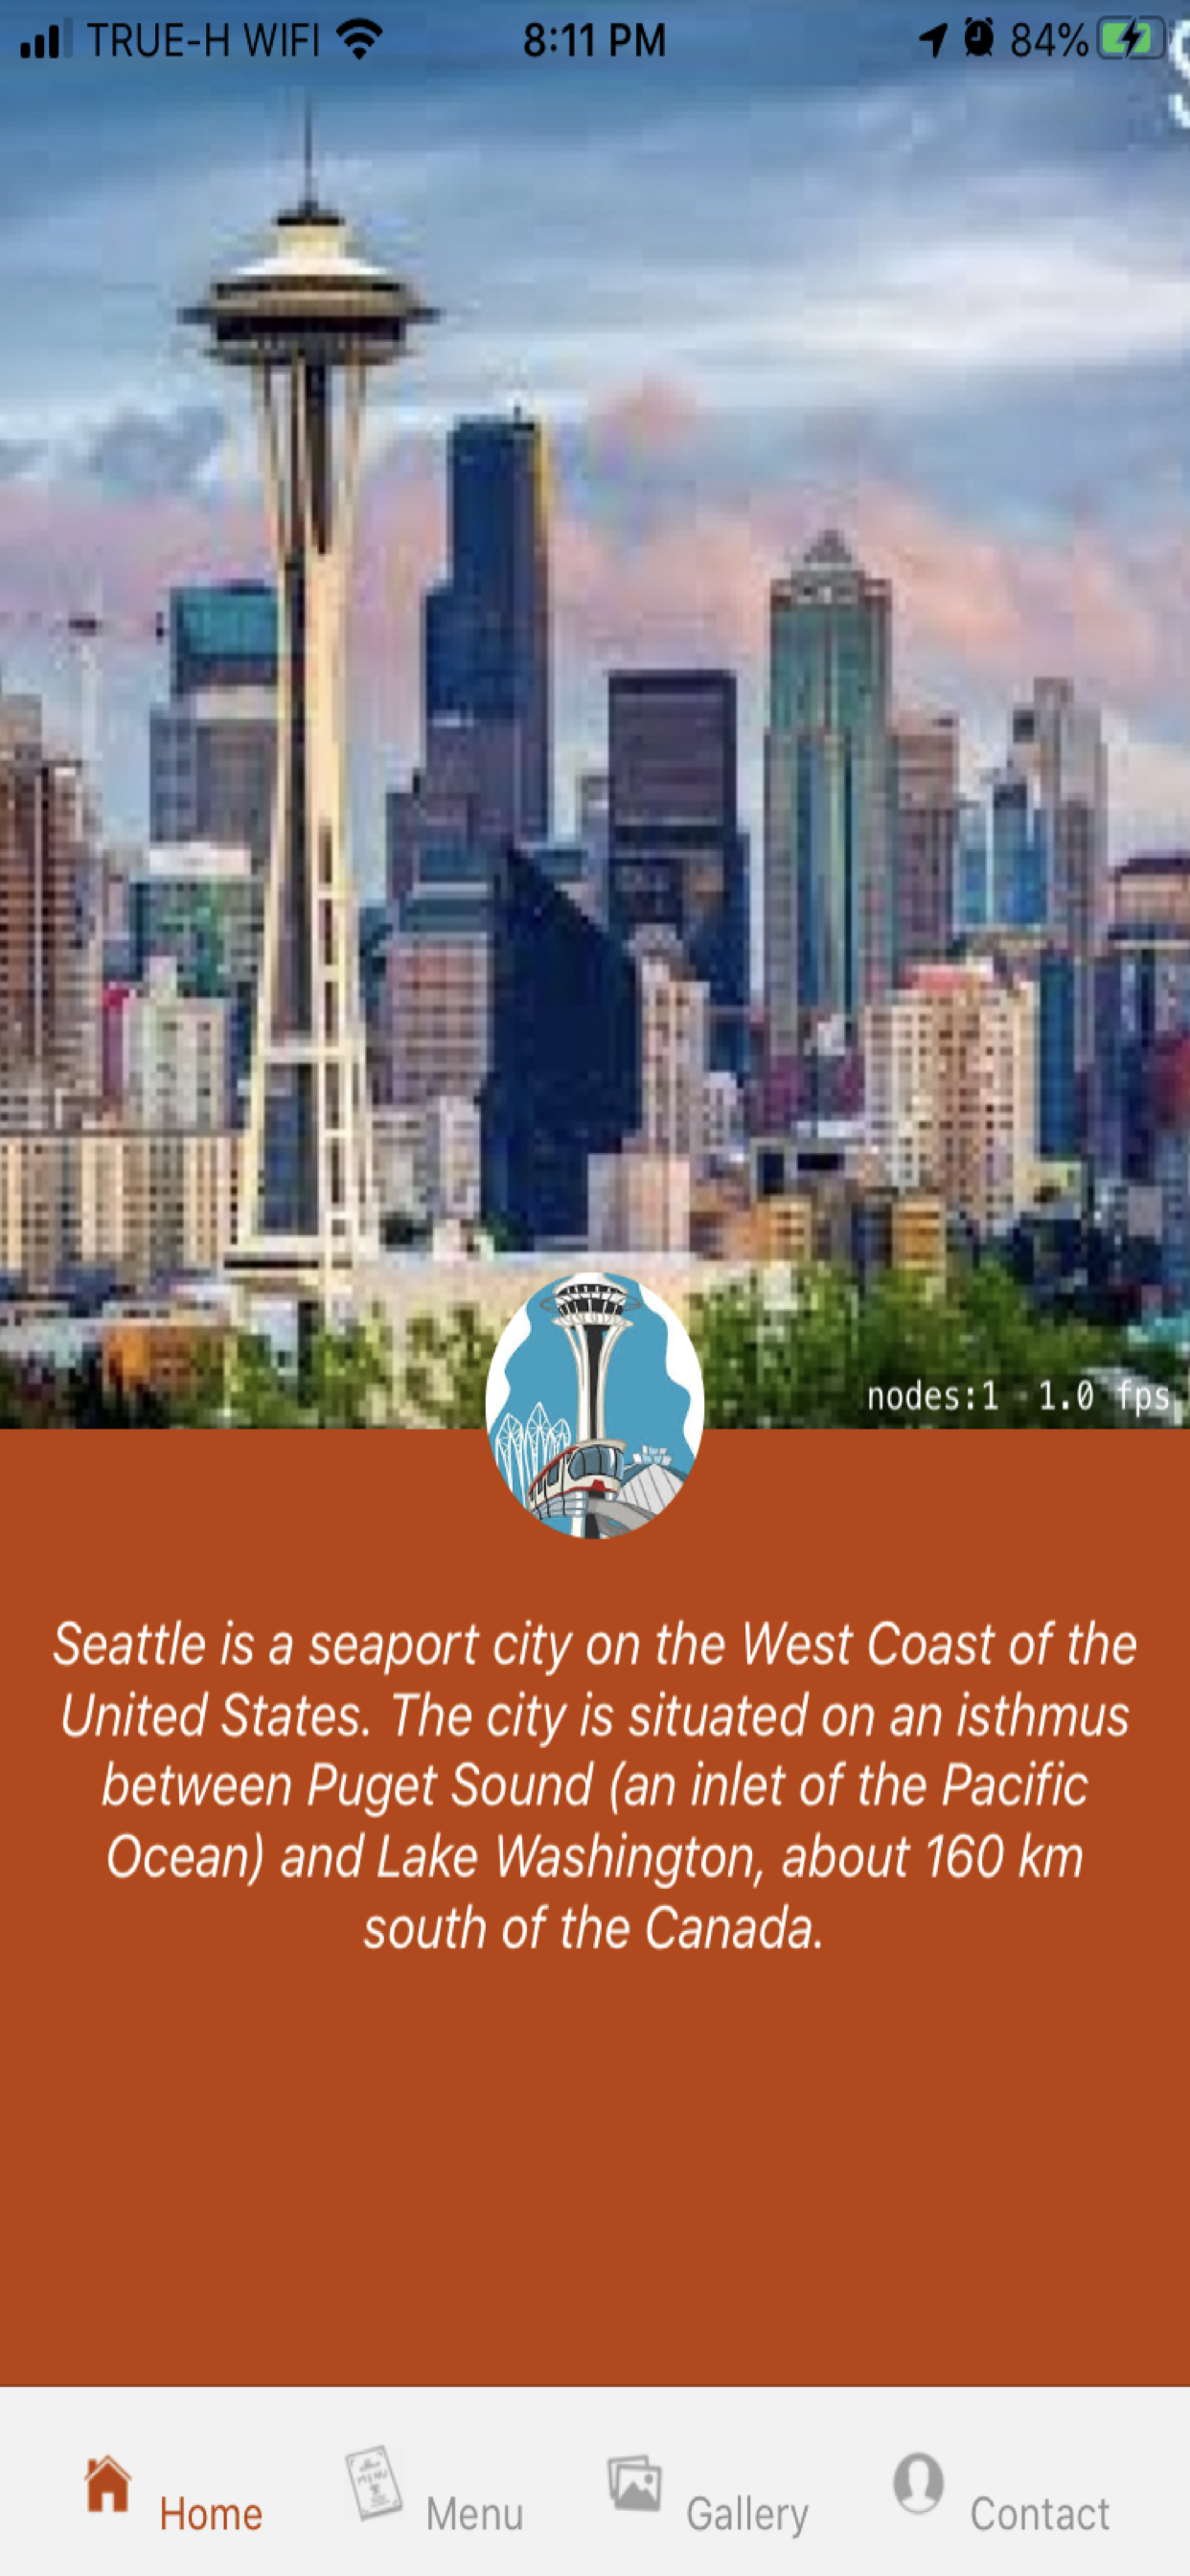 TRUE-H WIFI 8:11 PM 84%
nodes:1 1.0 fps
Seattle is a seaport city on the West Coast of the
United States. The city is situated on an isthmus
between Puget Sound (an inlet of the Pacific
Ocean) and Lake Washington, about 160 km
south of the Canada.
Home Menu Gallery Contact